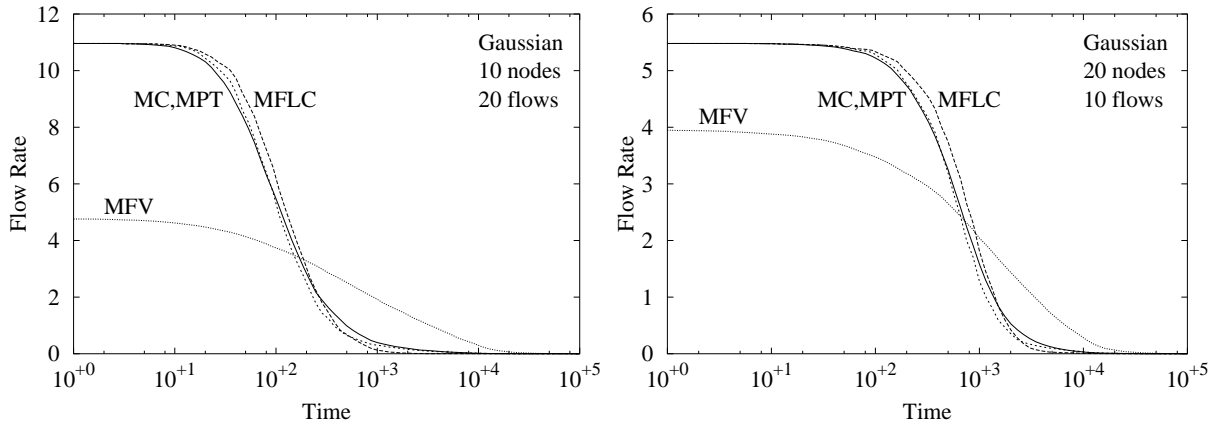 12
10
8
6
4
2
0
Flow Rate
Gaussian
10 nodes
20 flows
MC,MPT
MFLC
MFV
10+0
10+1
10+2
10+3
10+4
10+5
Time
6
5
4
3
2
1
0
Flow Rate
Gaussian
20 nodes
10 flows
MC,MPT
MFLC
MFV
10+0
10+1
10+2
10+3
10+4
10+5
Time